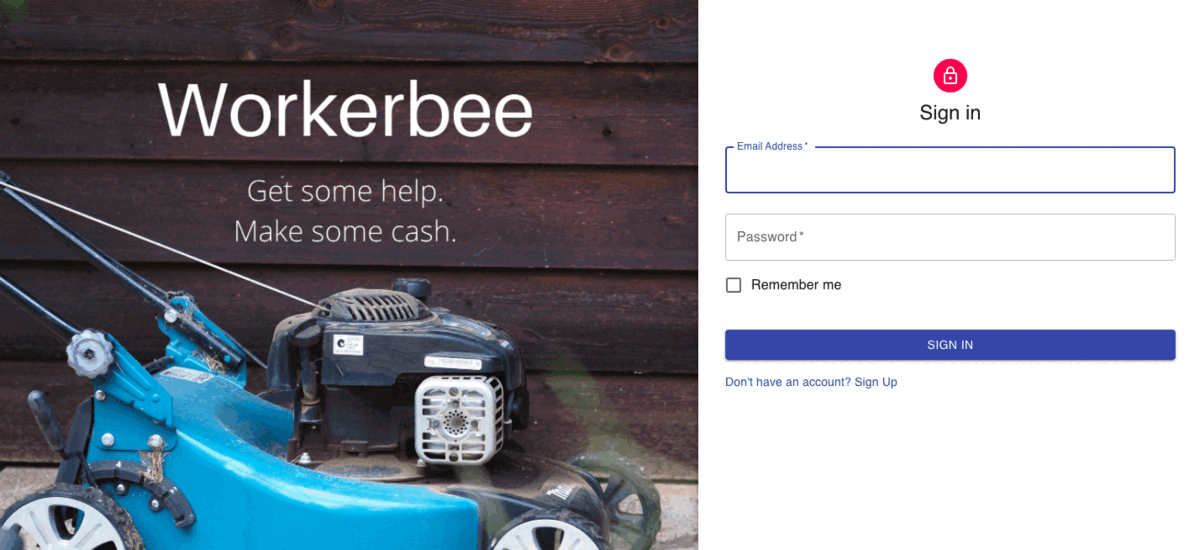 Workerbee
Get some help.
Make some cash.
Sign in
Email Address *
Password *
Remember me
SIGN IN
Don't have an account? Sign Up
4